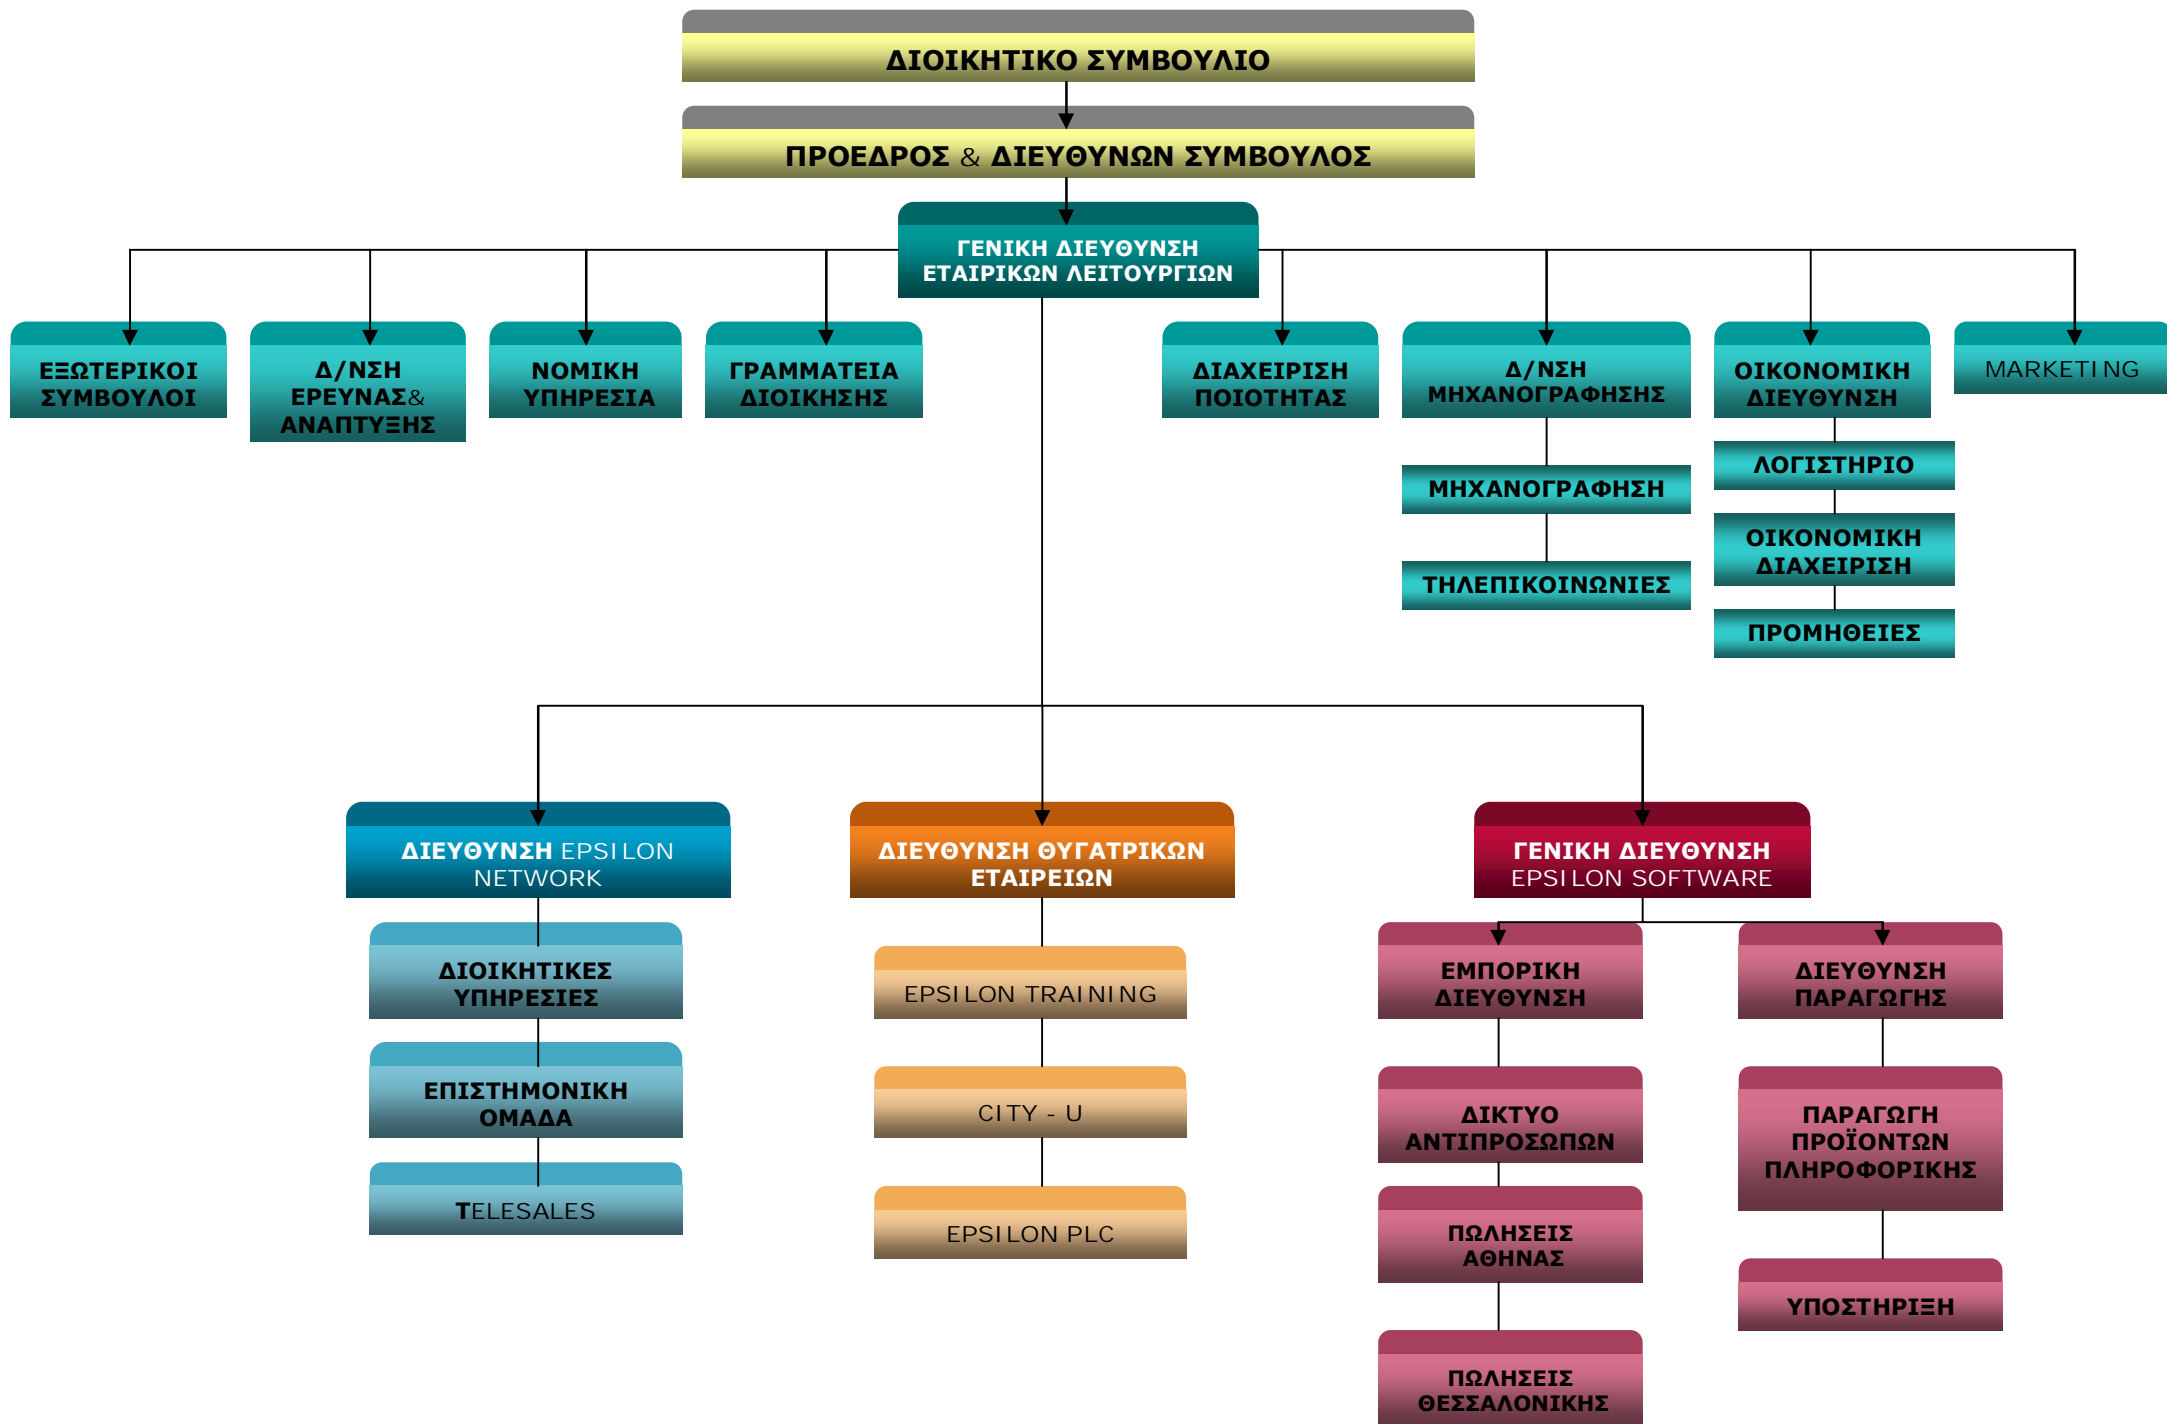 ΔΙΟΙΚΗΤΙΚΟ ΣΥΜΒΟΥΛΙΟ
ΠΡΟΕΔΡΟΣ & ΔΙΕΥΘΥΝΩΝ ΣΥΜΒΟΥΛΟΣ
ΓΕΝΙΚΗ ΔΙΕΥΘΥΝΣΗ
ΕΤΑΙΡΙΚΩΝ ΛΕΙΤΟΥΡΓΙΩΝ
ΕΞΩΤΕΡΙΚΟΙ
ΣΥΜΒΟΥΛΟΙ
Δ/ΝΣΗ
ΕΡΕΥΝΑΣ&
ΑΝΑΠΤΥΞΗΣ
ΝΟΜΙΚΗ
ΥΠΗΡΕΣΙΑ
ΓΡΑΜΜΑΤΕΙΑ
ΔΙΟΙΚΗΣΗΣ
ΔΙΑΧΕΙΡΙΣΗ
ΠΟΙΟΤΗΤΑΣ
Δ/ΝΣΗ
ΜΗΧΑΝΟΓΡΑΦΗΣΗΣ
ΟΙΚΟΝΟΜΙΚΗ
ΔΙΕΥΘΥΝΣΗ
MARKETING
ΜΗΧΑΝΟΓΡΑΦΗΣΗ
ΤΗΛΕΠΙΚΟΙΝΩΝΙΕΣ
ΛΟΓΙΣΤΗΡΙΟ
ΟΙΚΟΝΟΜΙΚΗ
ΔΙΑΧΕΙΡΙΣΗ
ΠΡΟΜΗΘΕΙΕΣ
ΔΙΕΥΘΥΝΣΗ EPSILON
NETWORK
ΔΙΟΙΚΗΤΙΚΕΣ
ΥΠΗΡΕΣΙΕΣ
ΕΠΙΣΤΗΜΟΝΙΚΗ
ΟΜΑΔΑ
TELESALES
ΔΙΕΥΘΥΝΣΗ ΘΥΓΑΤΡΙΚΩΝ
ΕΤΑΙΡΕΙΩΝ
EPSILON TRAINING
CITY - U
EPSILON PLC
ΓΕΝΙΚΗ ΔΙΕΥΘΥΝΣΗ
EPSILON SOFTWARE
ΕΜΠΟΡΙΚΗ
ΔΙΕΥΘΥΝΣΗ
ΔΙΚΤΥΟ
ΑΝΤΙΠΡΟΣΩΠΩΝ
ΠΩΛΗΣΕΙΣ
ΑΘΗΝΑΣ
ΠΩΛΗΣΕΙΣ
ΘΕΣΣΑΛΟΝΙΚΗΣ
ΔΙΕΥΘΥΝΣΗ
ΠΑΡΑΓΩΓΗΣ
ΠΑΡΑΓΩΓΗ
ΠΡΟΪΟΝΤΩΝ
ΠΛΗΡΟΦΟΡΙΚΗΣ
ΥΠΟΣΤΗΡΙΞΗ